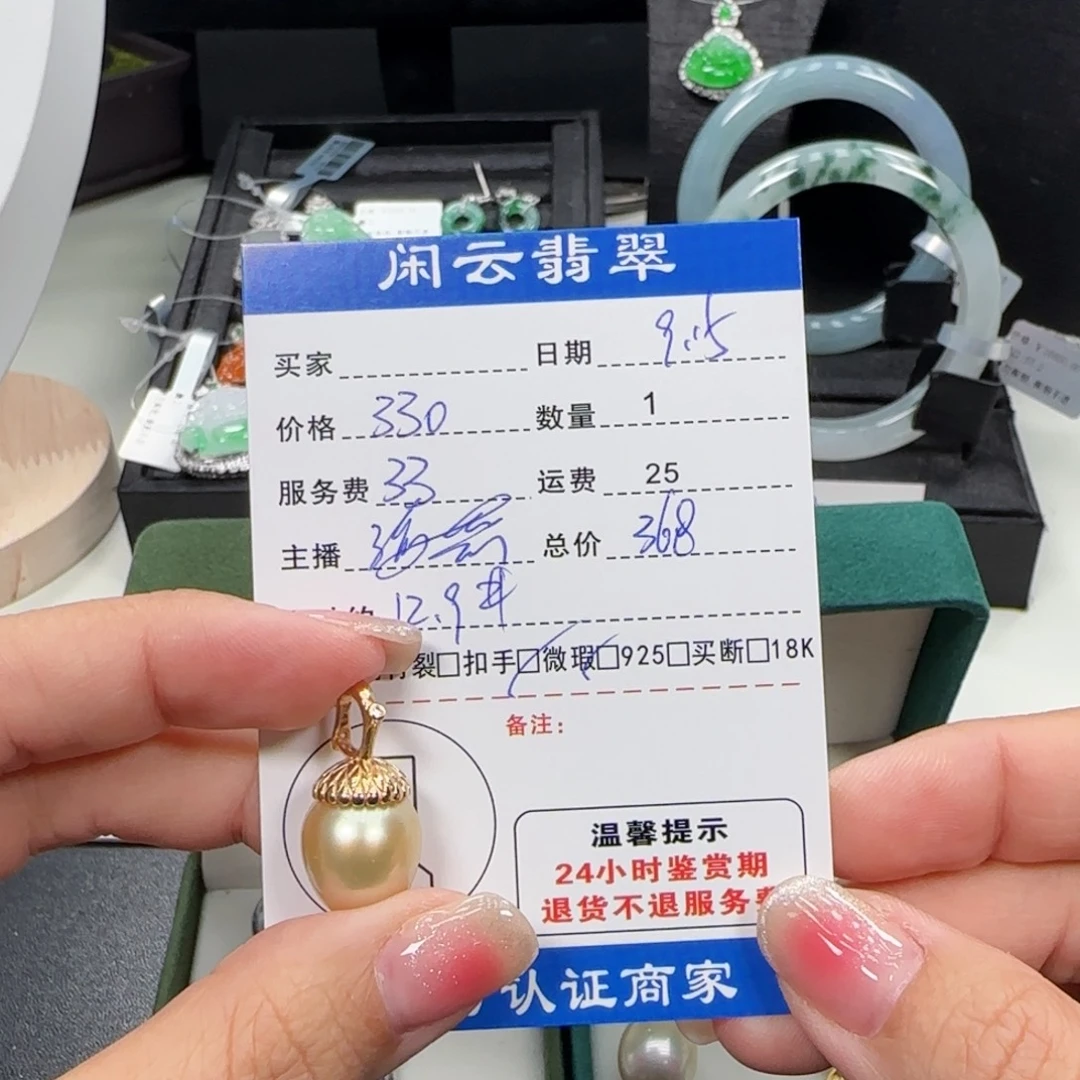 闲云翡翠
买家 日期 9.15
价格 330 数量 1
服务费 33 运费 25
主播 总价 368
12.9
裂□扣手□微瑕□925□买断□18K
备注：
温馨提示
24小时鉴赏期
退货不退服务费
认证商家